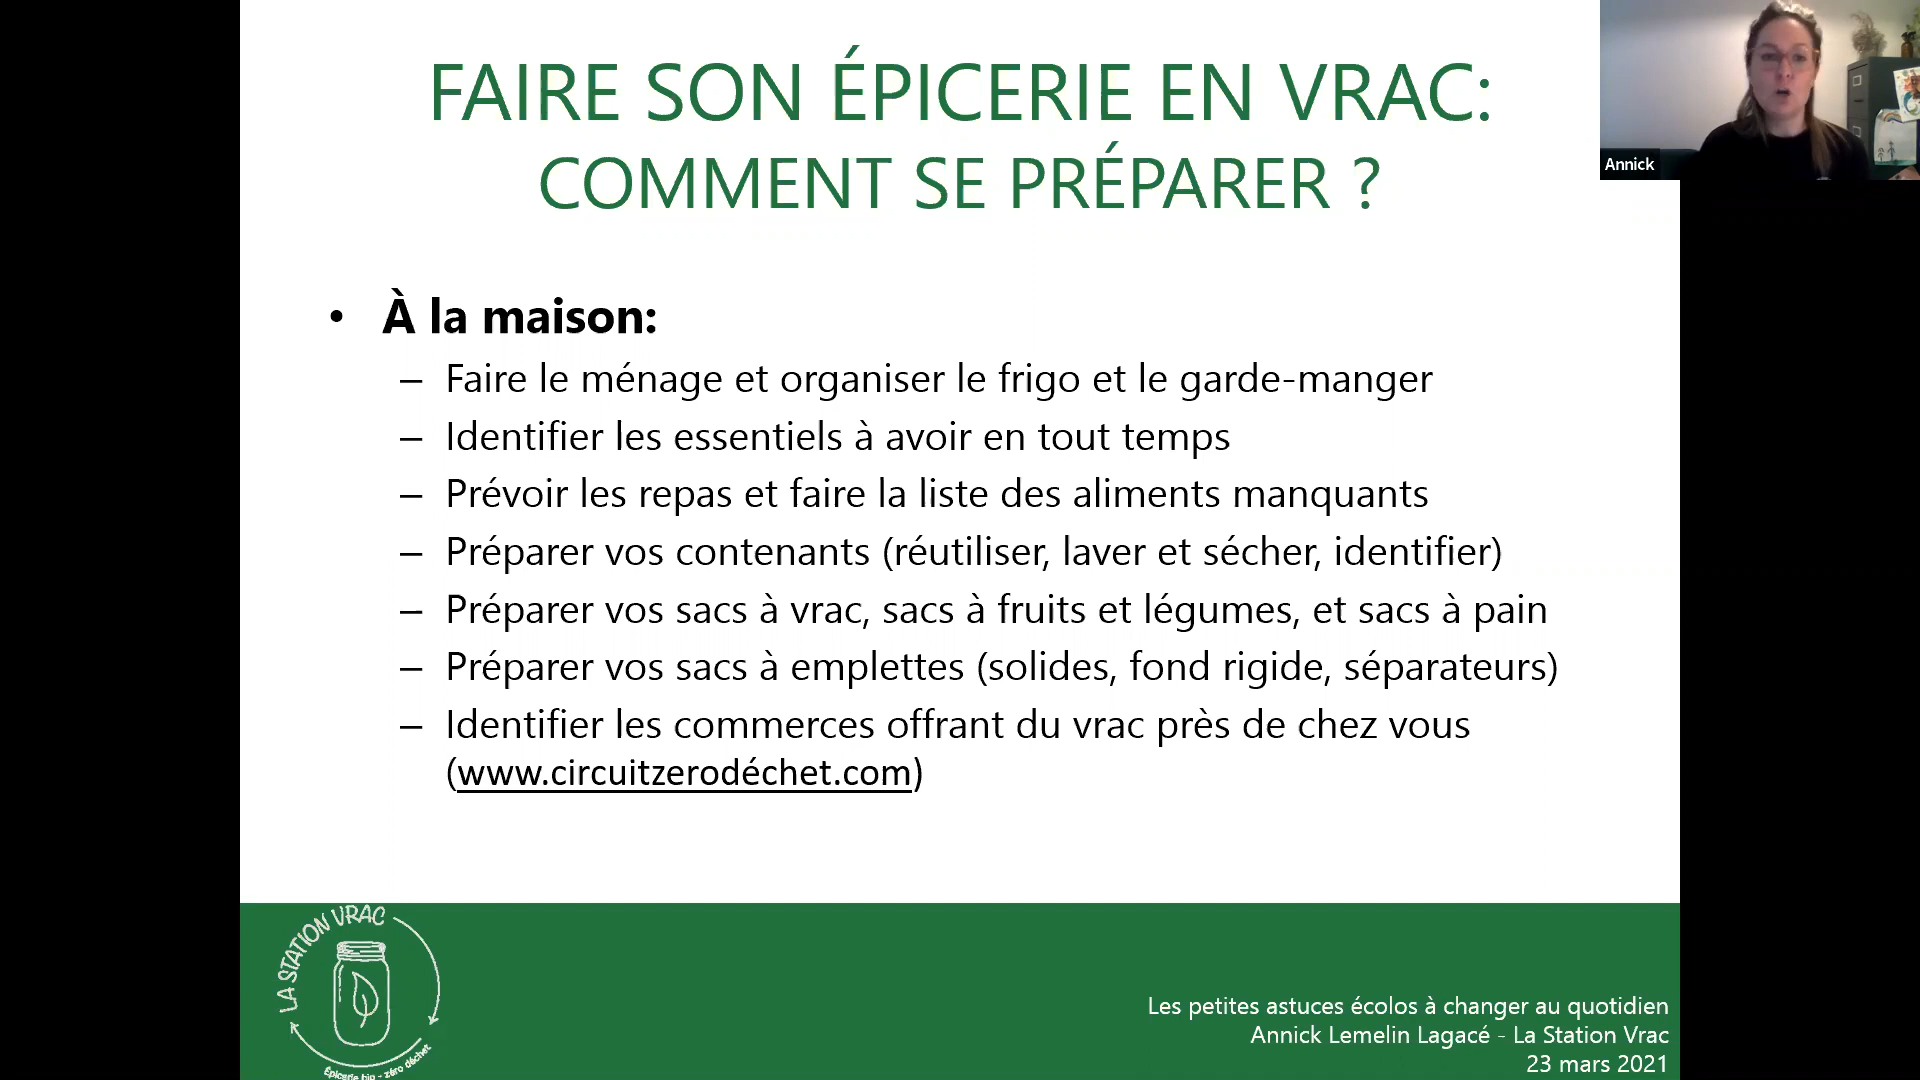 FAIRE SON ÉPICERIE EN VRAC:
COMMENT SE PRÉPARER ?
Annick
• À la maison:
– Faire le ménage et organiser le frigo et le garde-manger
– Identifier les essentiels à avoir en tout temps
– Prévoir les repas et faire la liste des aliments manquants
– Préparer vos contenants (réutiliser, laver et sécher, identifier)
– Préparer vos sacs à vrac, sacs à fruits et légumes, et sacs à pain
– Préparer vos sacs à emplettes (solides, fond rigide, séparateurs)
– Identifier les commerces offrant du vrac près de chez vous
(www.circuitzerodéchet.com)
LA STATION VRAC
Épicerie bio - zéro déchet
Les petites astuces écolos à changer au quotidien
Annick Lemelin Lagacé - La Station Vrac
23 mars 2021